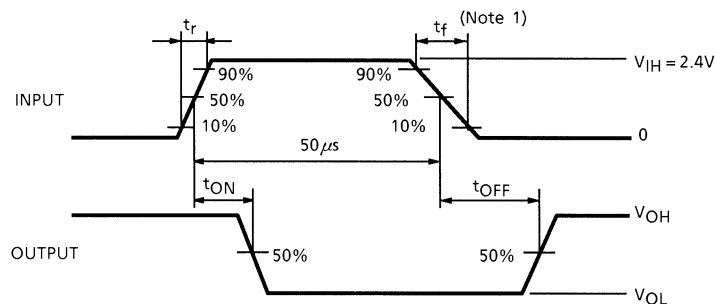 tr
tf
(Note 1)
VIH = 2.4V
90%
90%
INPUT
50%
50%
10%
10%
0
50μs
tON
tOFF
VOH
OUTPUT
50%
50%
VOL